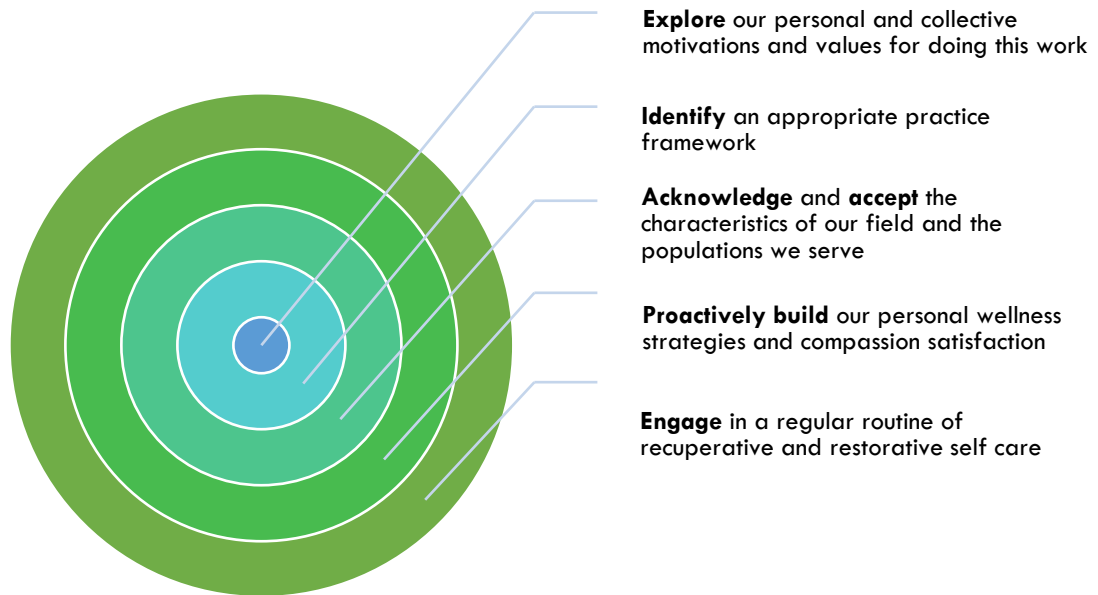 Explore our personal and collective
motivations and values for doing this work
Identify an appropriate practice
framework
Acknowledge and accept the
characteristics of our field and the
populations we serve
Proactively build our personal wellness
strategies and compassion satisfaction
Engage in a regular routine of
recuperative and restorative self care